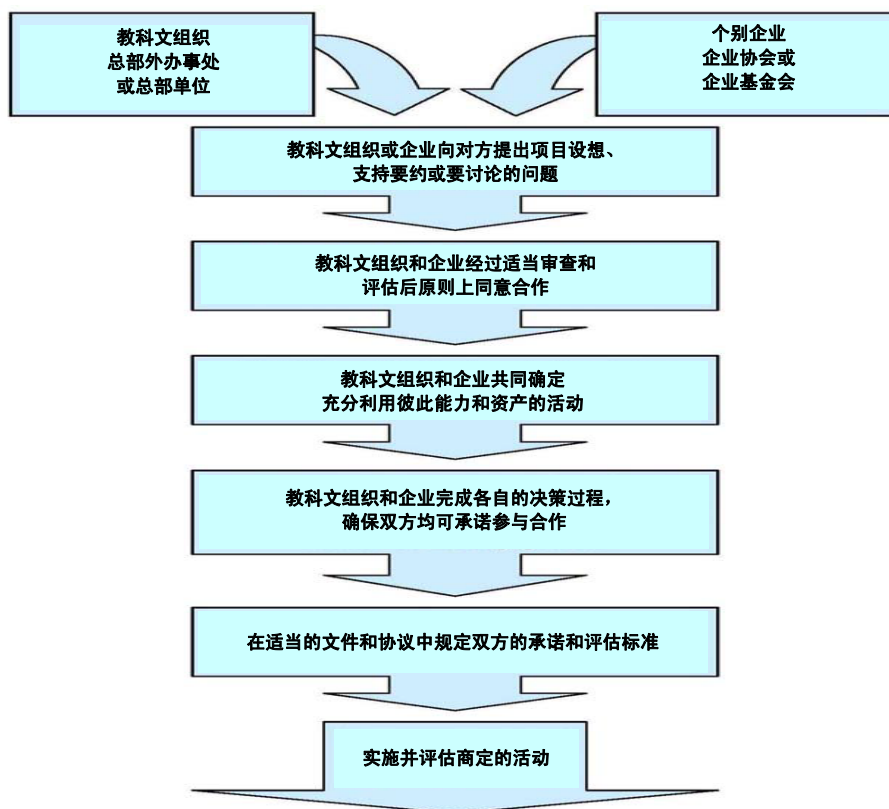 教科文组织
总部外办事处
或总部单位
个别企业
企业协会或
企业基金会
教科文组织或企业向对方提出项目设想、
支持要约或要讨论的问题
教科文组织和企业经过适当审查和
评估后原则上同意合作
教科文组织和企业共同确定
充分利用彼此能力和资产的活动
教科文组织和企业完成各自的决策过程，
确保双方均可承诺参与合作
在适当的文件和协议中规定双方的承诺和评估标准
实施并评估商定的活动